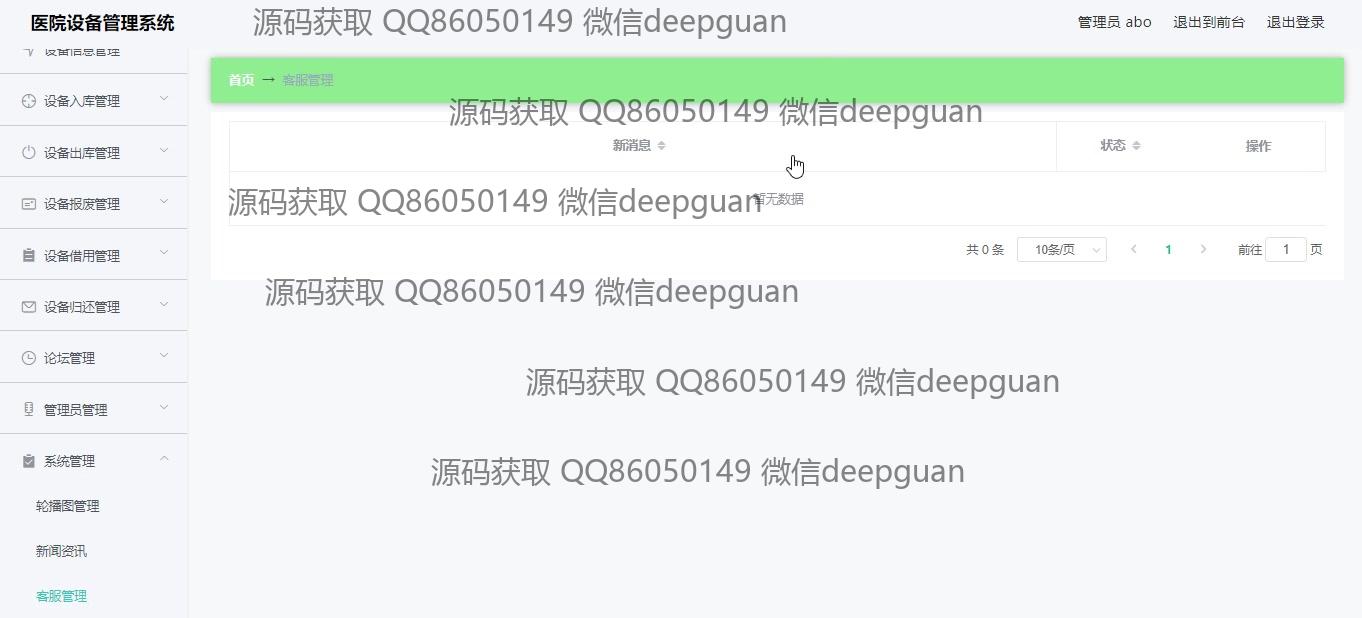 医院设备管理系统
源码获取 QQ86050149 微信deepguan
管理员 abo 退出到前台 退出登录
设备信息管理
首页 → 客服管理
设备入库管理
源码获取 QQ86050149 微信deepguan
新消息 状态 操作
设备出库管理
设备报废管理
源码获取 QQ86050149 微信deepguan
暂无数据
设备借用管理
共 0 条 10条/页 1 前往 1 页
设备归还管理
源码获取 QQ86050149 微信deepguan
论坛管理
源码获取 QQ86050149 微信deepguan
管理员管理
系统管理
源码获取 QQ86050149 微信deepguan
轮播图管理
新闻资讯
客服管理